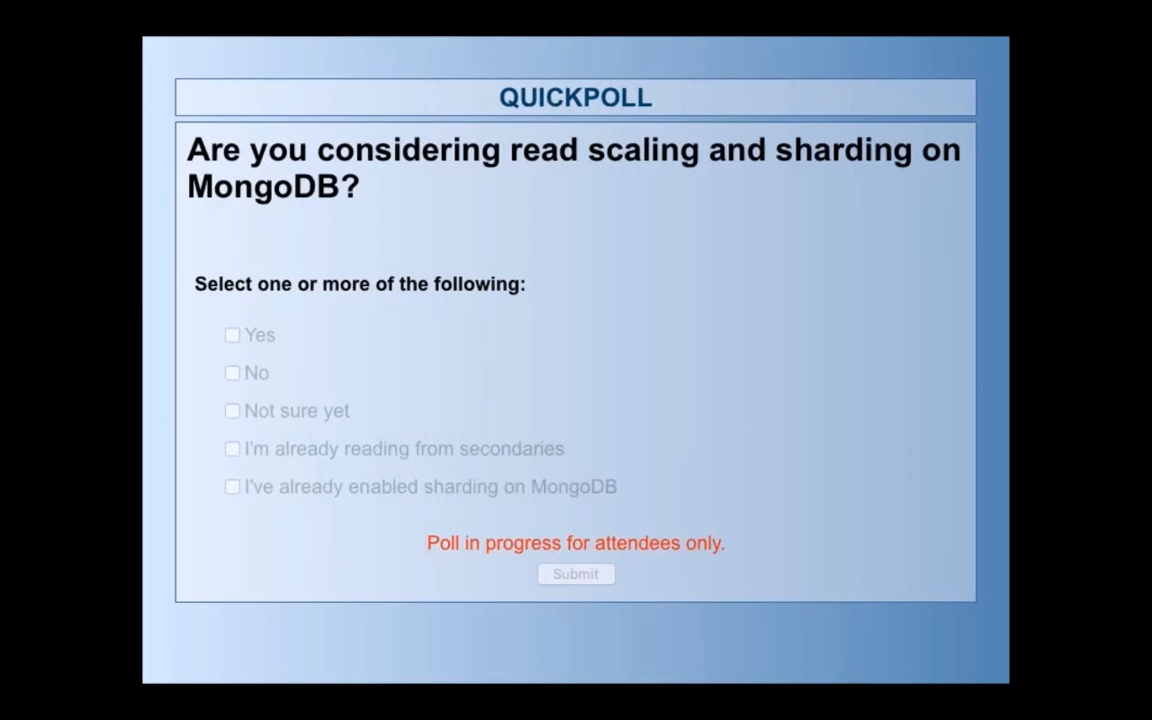 QUICKPOLL
Are you considering read scaling and sharding on
MongoDB?
Select one or more of the following:
Yes
No
Not sure yet
I'm already reading from secondaries
I've already enabled sharding on MongoDB
Poll in progress for attendees only.
Submit